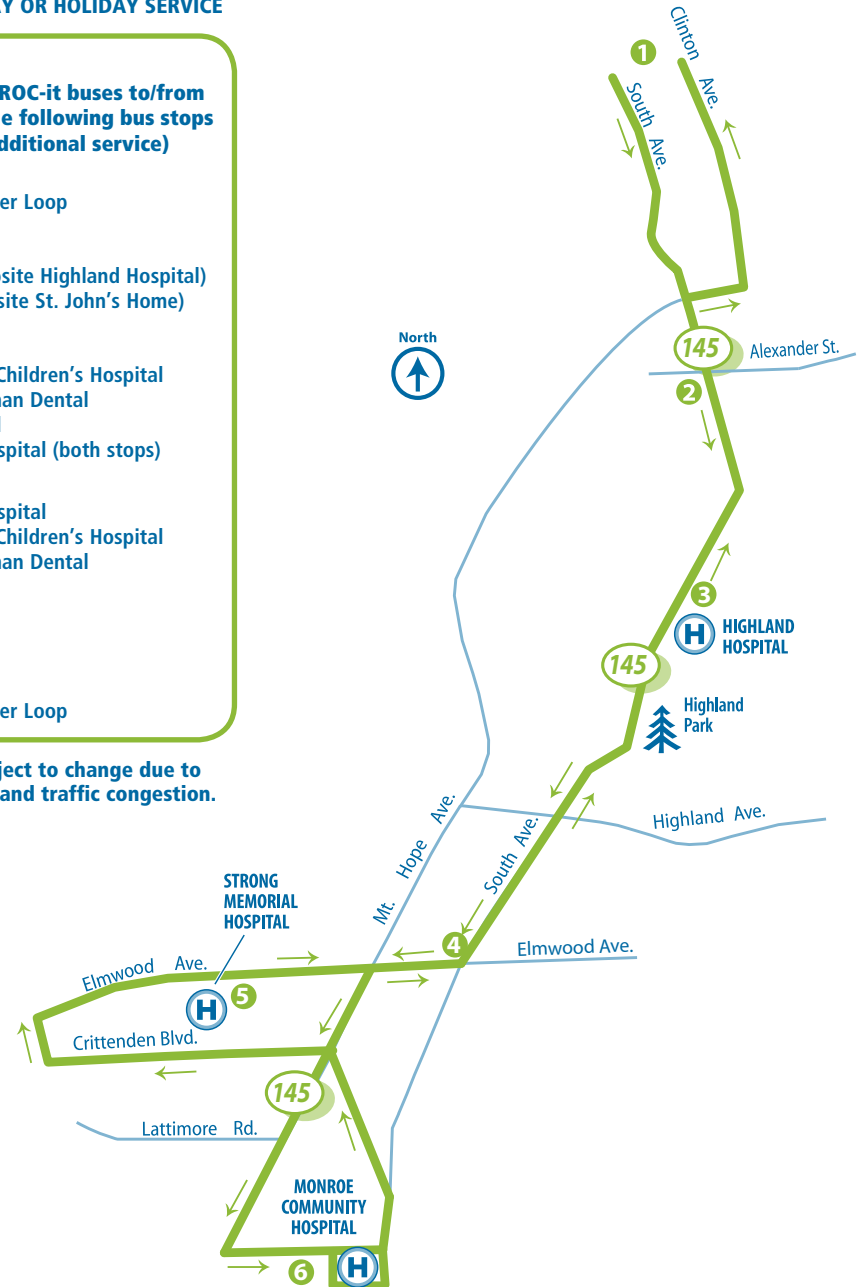 Y OR HOLIDAY SERVICE
ROC-it buses to/from
e following bus stops
dditional service)
er Loop
site Highland Hospital)
site St. John's Home)
Children's Hospital
nan Dental
spital (both stops)
spital
Children's Hospital
nan Dental
er Loop
ject to change due to
and traffic congestion.
North
1
South Ave.
Clinton Ave.
145
Alexander St.
2
3
H
HIGHLAND
HOSPITAL
145
Highland
Park
Mt. Hope Ave.
South Ave.
Highland Ave.
STRONG
MEMORIAL
HOSPITAL
4
Elmwood Ave.
Elmwood Ave.
5
H
Crittenden Blvd.
145
Lattimore Rd.
MONROE
COMMUNITY
HOSPITAL
6
H